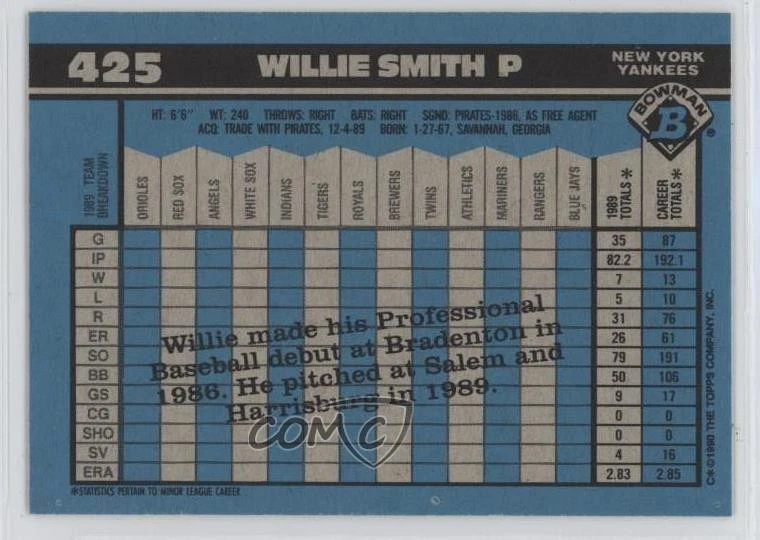 425 WILLIE SMITH P NEW YORK
YANKEES
HT: 6'6" WT: 240 THROWS: RIGHT BATS: RIGHT SGND: PIRATES-1986, AS FREE AGENT
ACQ: TRADE WITH PIRATES, 12-4-89 BORN: 1-27-67, SAVANNAH, GEORGIA
BOWMAN
B ®
1989 TEAM
BREAKDOWN
ORIOLES
RED SOX
ANGELS
WHITE SOX
INDIANS
TIGERS
ROYALS
BREWERS
TWINS
ATHLETICS
MARINERS
RANGERS
BLUE JAYS
1989
TOTALS*
CAREER
TOTALS*
G 35 87
IP 82.2 192.1
W 7 13
L 5 10
R 31 76
ER 26 61
SO 79 191
BB 50 106
GS 9 17
CG 0 0
SHO 0 0
SV 4 16
ERA 2.83 2.85
Willie made his Professional
Baseball debut at Bradenton in
1986. He pitched at Salem and
Harrisburg in 1989.
COMC
*STATISTICS PERTAIN TO MINOR LEAGUE CAREER
C*©1990 THE TOPPS COMPANY, INC.